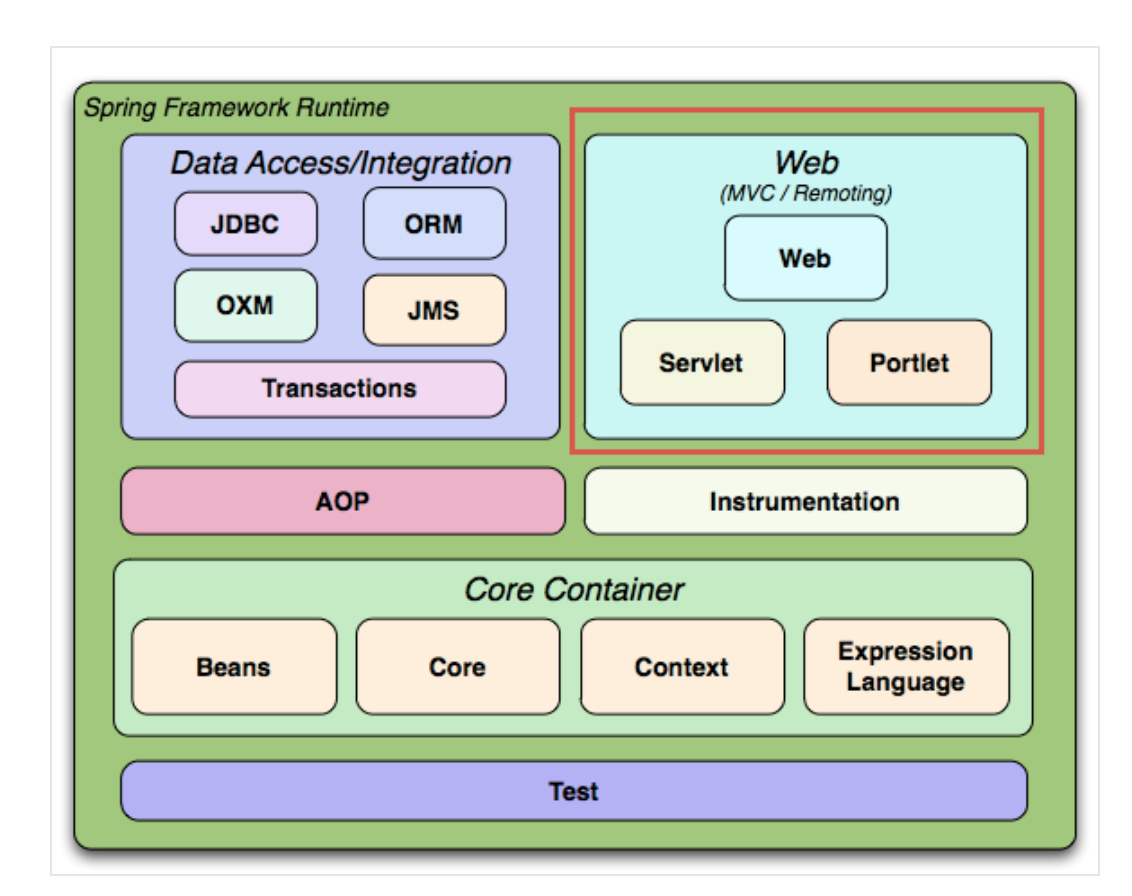 Spring Framework Runtime
Data Access/Integration
JDBC
ORM
OXM
JMS
Transactions
Web
(MVC / Remoting)
Web
Servlet
Portlet
AOP
Instrumentation
Core Container
Beans
Core
Context
Expression
Language
Test